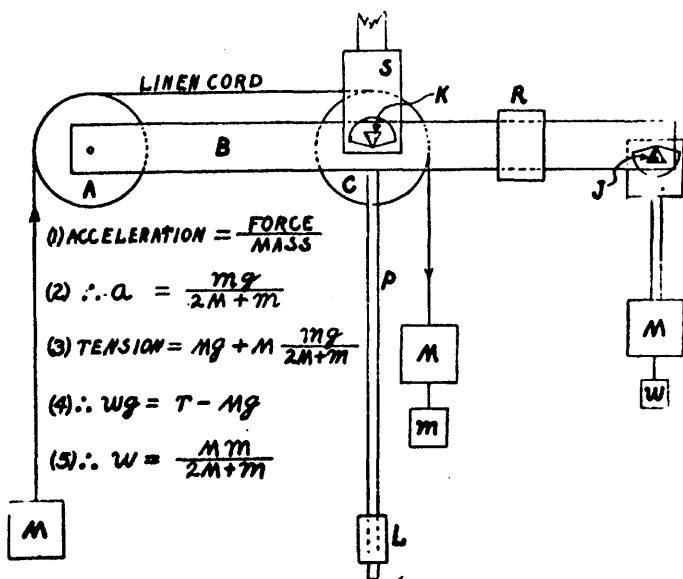 S
K
LINEN CORD
R
B
A
C
J
(1) ACCELERATION = FORCE / MASS
P
(2) ∴ a = mg / 2M + m
(3) TENSION = Mg + M mg / 2M + m
M
M
(4) ∴ wg = T - Mg
w
m
(5) ∴ w = Mm / 2M + m
M
L